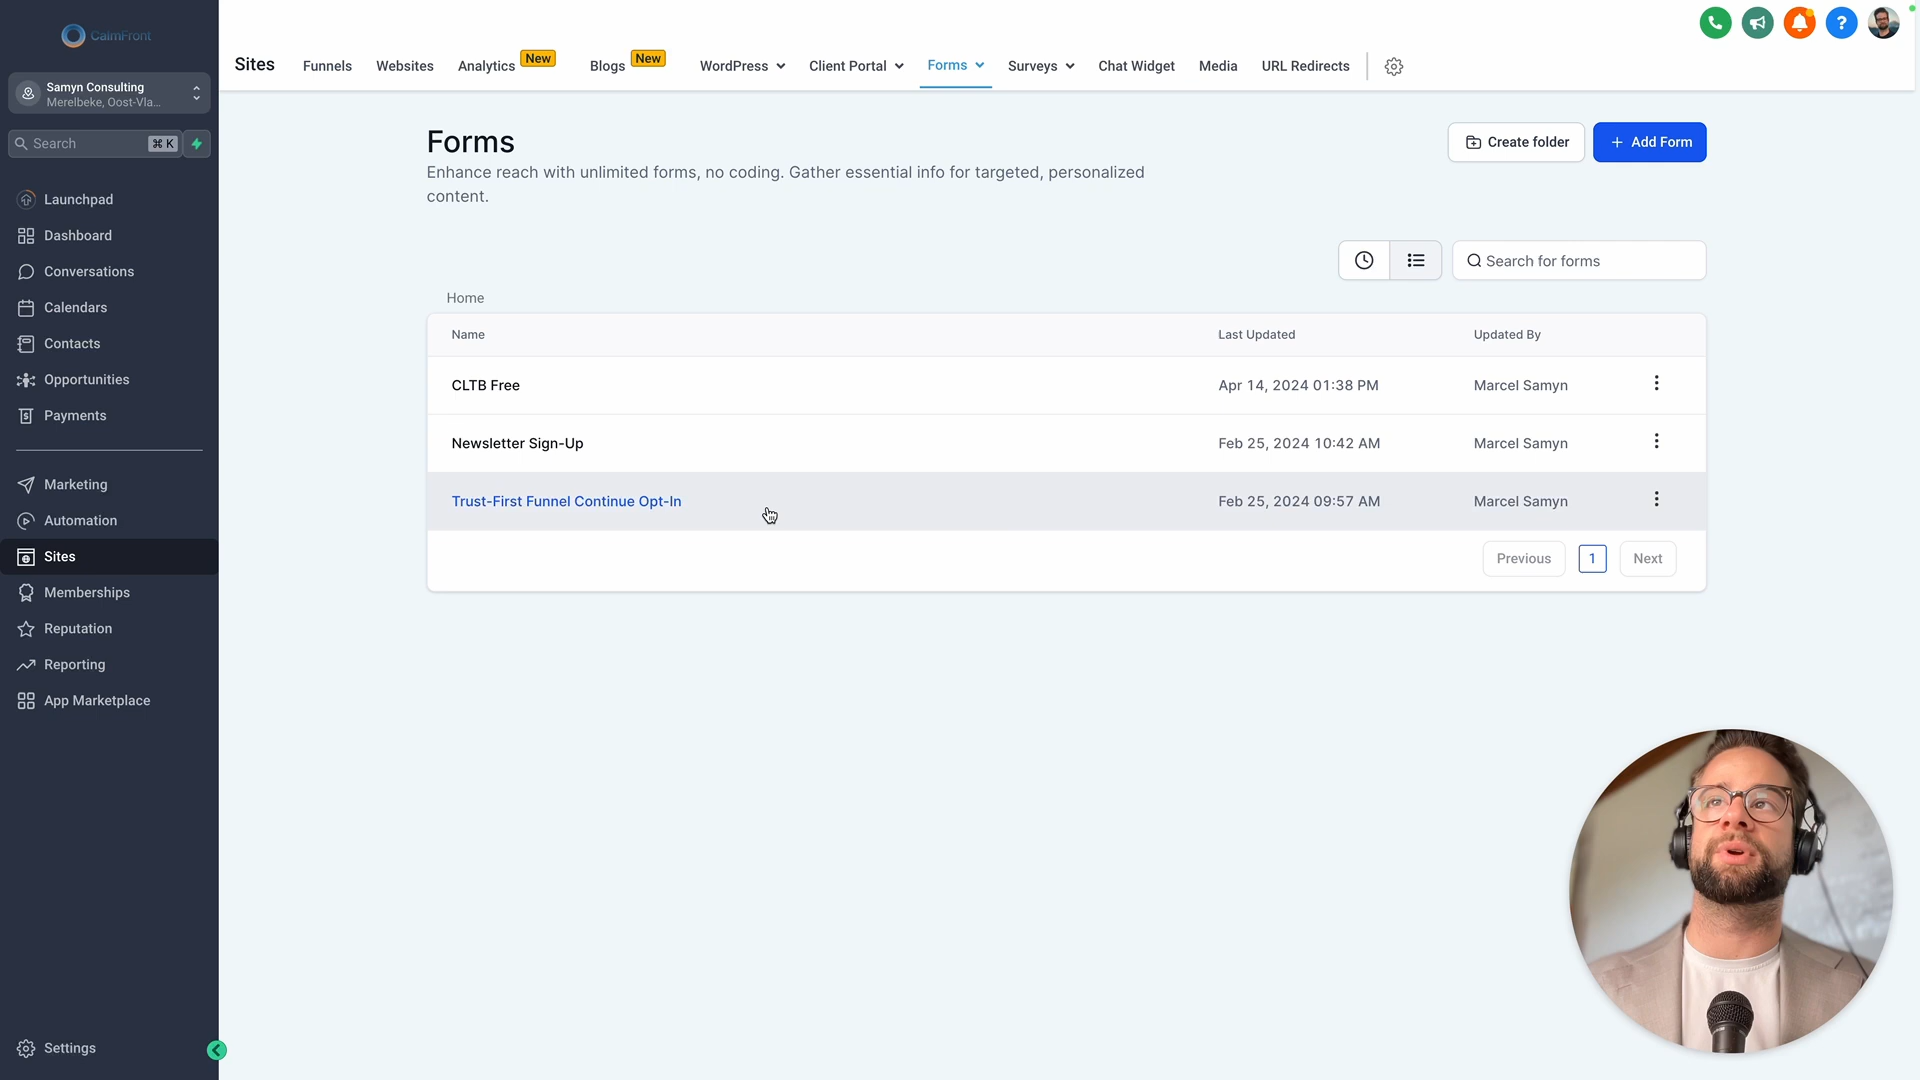 CalmFront
Samyn Consulting
Merelbeke, Oost-Vla...
Search
⌘ K
Launchpad
Dashboard
Conversations
Calendars
Contacts
Opportunities
Payments
Marketing
Automation
Sites
Memberships
Reputation
Reporting
App Marketplace
Settings
Sites
Funnels
Websites
Analytics
New
Blogs
New
WordPress
Client Portal
Forms
Surveys
Chat Widget
Media
URL Redirects
?
Forms
Enhance reach with unlimited forms, no coding. Gather essential info for targeted, personalized
content.
Create folder
+ Add Form
Search for forms
Home
Name Last Updated Updated By
CLTB Free Apr 14, 2024 01:38 PM Marcel Samyn
Newsletter Sign-Up Feb 25, 2024 10:42 AM Marcel Samyn
Trust-First Funnel Continue Opt-In Feb 25, 2024 09:57 AM Marcel Samyn
Previous 1 Next